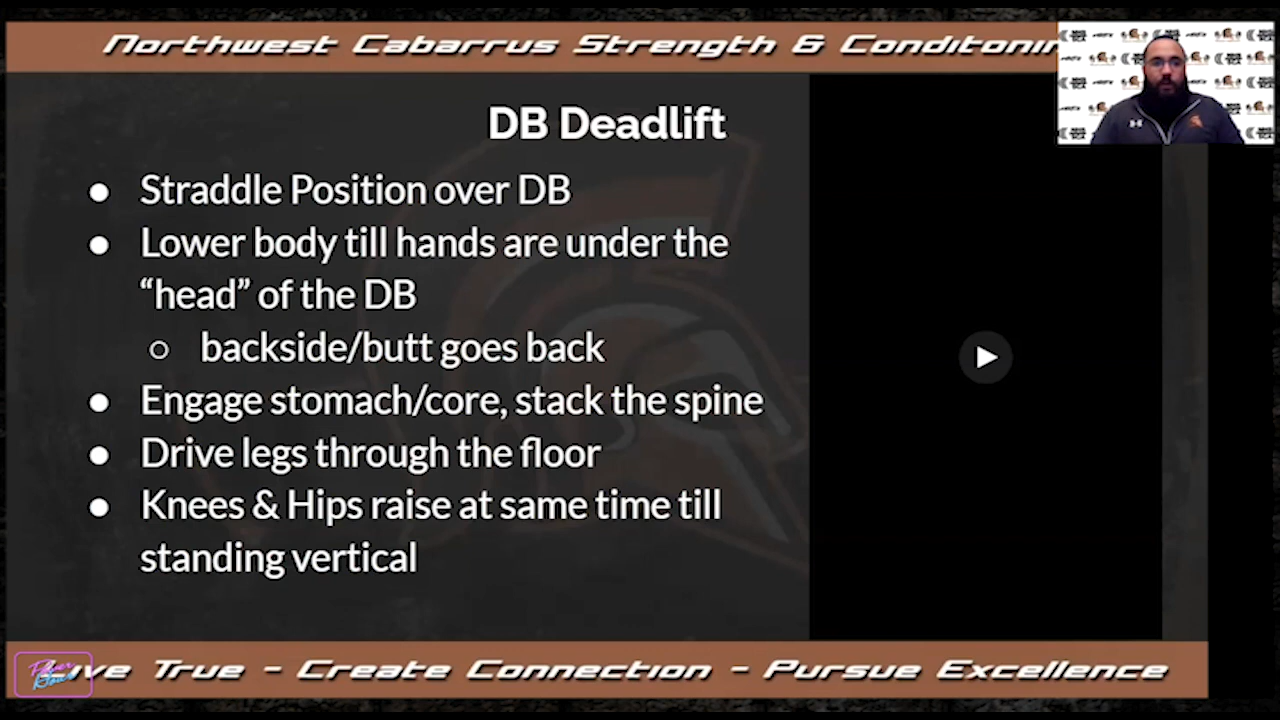 Northwest Cabarrus Strength & Conditonin
DB Deadlift
● Straddle Position over DB
● Lower body till hands are under the
“head” of the DB
○ backside/butt goes back
● Engage stomach/core, stack the spine
● Drive legs through the floor
● Knees & Hips raise at same time till
standing vertical
True - Create Connection - Pursue Excellence